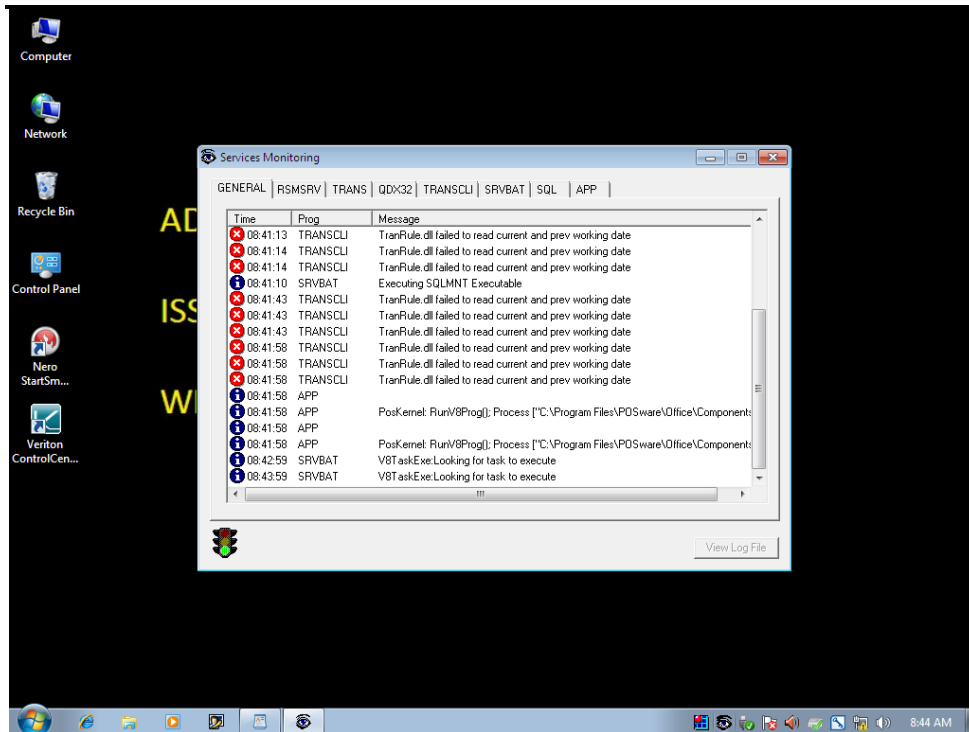 Computer
Network
Recycle Bin
Control Panel
Nero
StartSm...
Veriton
ControlCen...
AD
ISS
Services Monitoring
GENERAL RSMSRV TRANS QDX32 TRANSCLI SRVBAT SQL APP
Time Prog Message
08:41:13 TRANSCLI TranRule.dll failed to read current and prev working date
08:41:14 TRANSCLI TranRule.dll failed to read current and prev working date
08:41:14 TRANSCLI TranRule.dll failed to read current and prev working date
08:41:10 SRVBAT Executing SQLMNT Executable
08:41:43 TRANSCLI TranRule.dll failed to read current and prev working date
08:41:43 TRANSCLI TranRule.dll failed to read current and prev working date
08:41:43 TRANSCLI TranRule.dll failed to read current and prev working date
08:41:58 TRANSCLI TranRule.dll failed to read current and prev working date
08:41:58 TRANSCLI TranRule.dll failed to read current and prev working date
08:41:58 TRANSCLI TranRule.dll failed to read current and prev working date
08:41:58 APP
08:41:58 APP PosKernel: RunV8Prog(); Process ["C:\Program Files\POSware\Office\Components
08:41:58 APP
08:41:58 APP PosKernel: RunV8Prog(); Process ["C:\Program Files\POSware\Office\Components
08:42:59 SRVBAT V8TaskExe:Looking for task to execute
08:43:59 SRVBAT V8TaskExe:Looking for task to execute
View Log File
8:44 AM